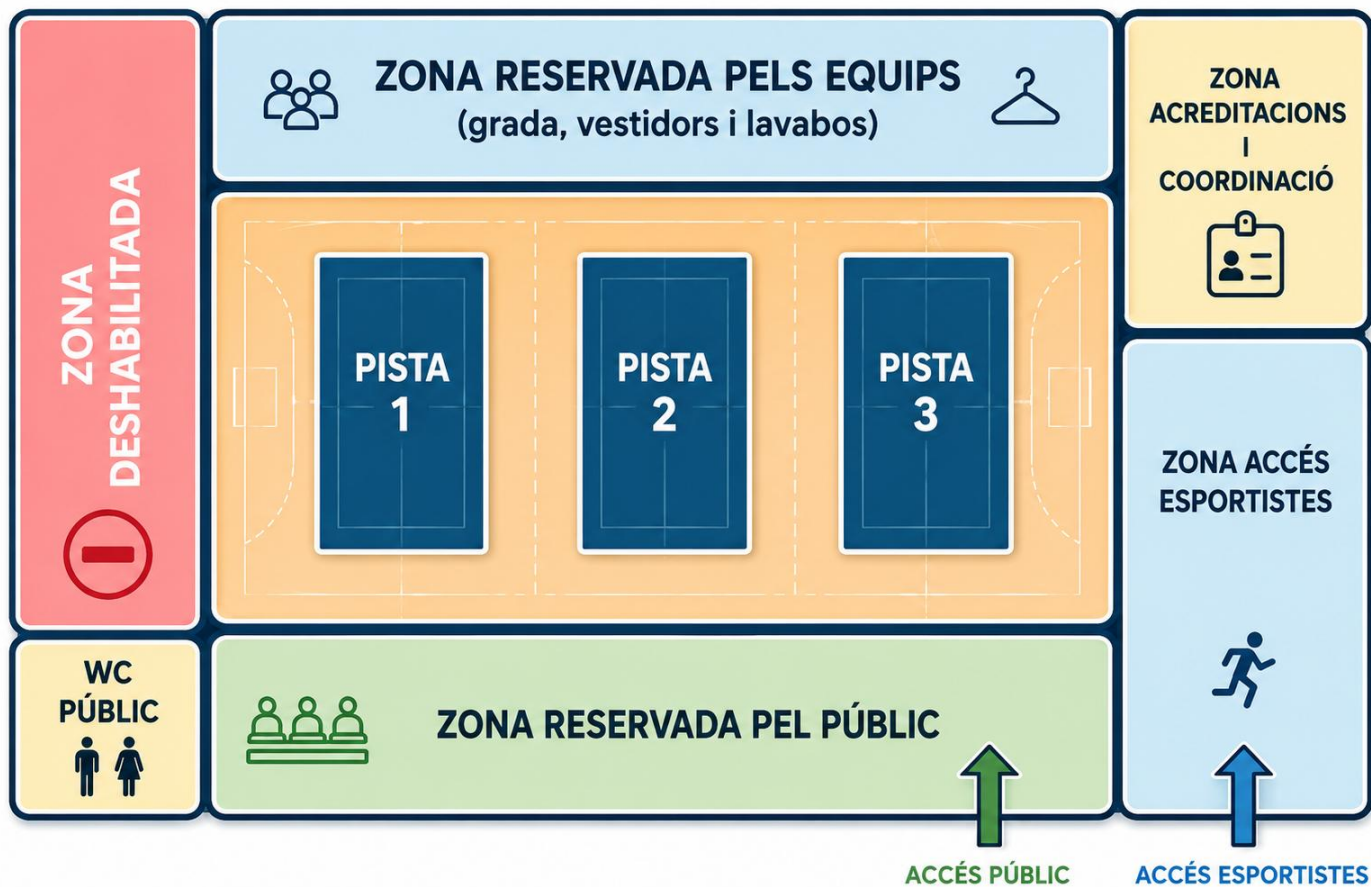 ZONA
DESHABILITADA
ZONA RESERVADA PELS EQUIPS
(grada, vestidors i lavabos)
ZONA
ACREDITACIONS
I
COORDINACIÓ
PISTA
1
PISTA
2
PISTA
3
ZONA ACCÉS
ESPORTISTES
WC
PÚBLIC
ZONA RESERVADA PEL PÚBLIC
ACCÉS PÚBLIC
ACCÉS ESPORTISTES